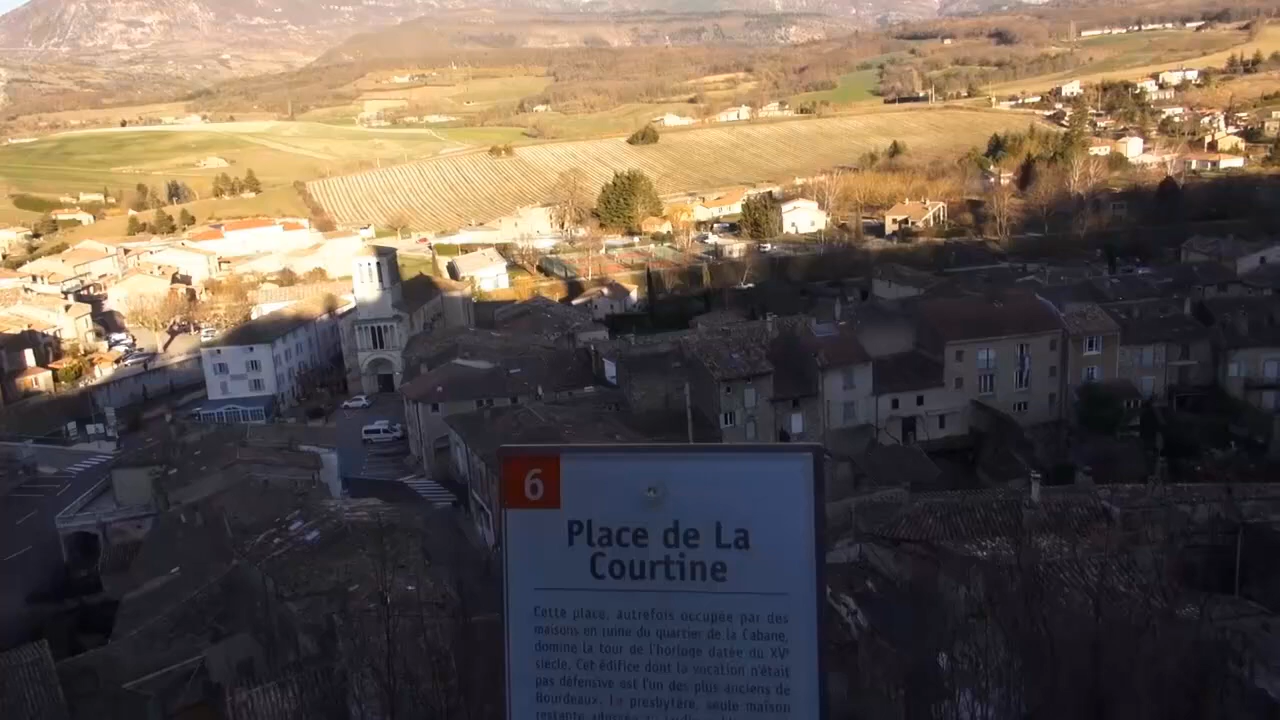 6
Place de La
Courtine
Cette place, autrefois occupée par des
maisons en ruine du quartier de la Cabane,
domine la tour de l'horloge datée du XVe
siècle. Cet édifice dont la vocation n'était
pas défensive est l'un des plus anciens de
Bourdeaux. Le presbytère, seule maison
restante